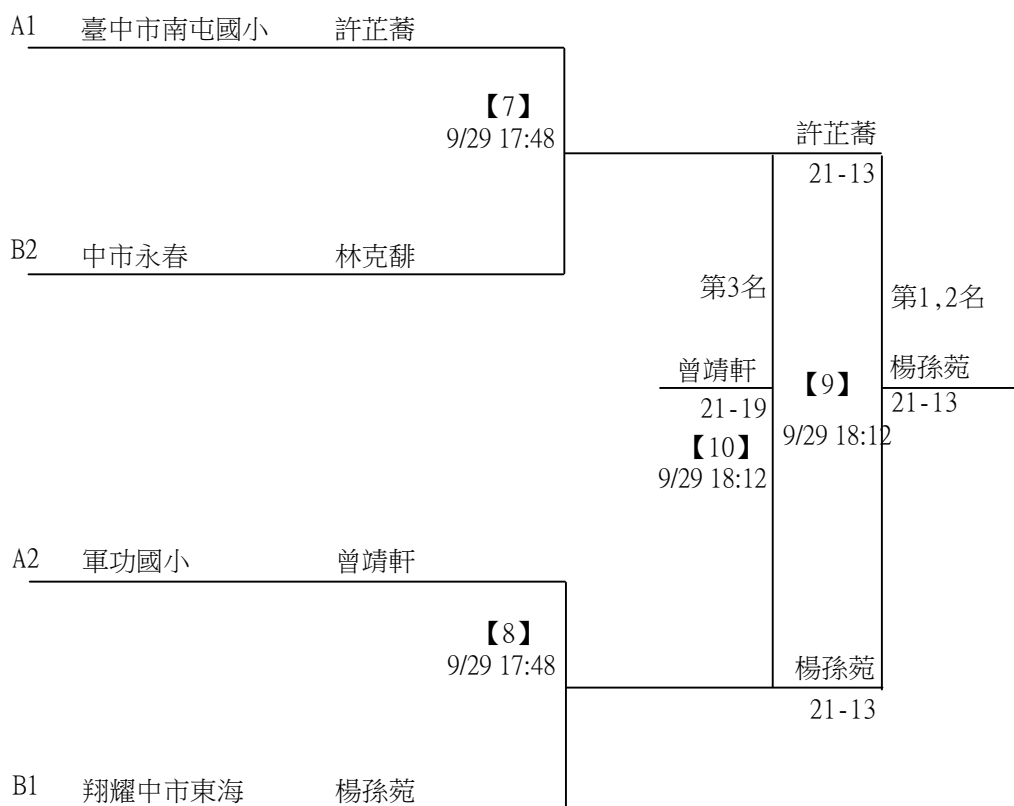 A1 臺中市南屯國小 許芷蕎
【7】
9/29 17:48
許芷蕎
21-13
B2 中市永春 林克馡
第3名
第1,2名
曾靖軒
21-19
【10】
9/29 18:12
【9】
9/29 18:12
楊孫菀
21-13
A2 軍功國小 曾靖軒
【8】
9/29 17:48
楊孫菀
21-13
B1 翔耀中市東海 楊孫菀